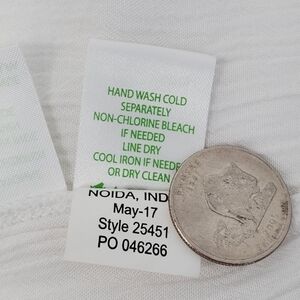 HAND WASH COLD
SEPARATELY
NON-CHLORINE BLEACH
IF NEEDED
LINE DRY
COOL IRON IF NEEDED
OR DRY CLEAN
NOIDA, IND
May-17
Style 25451
PO 046266